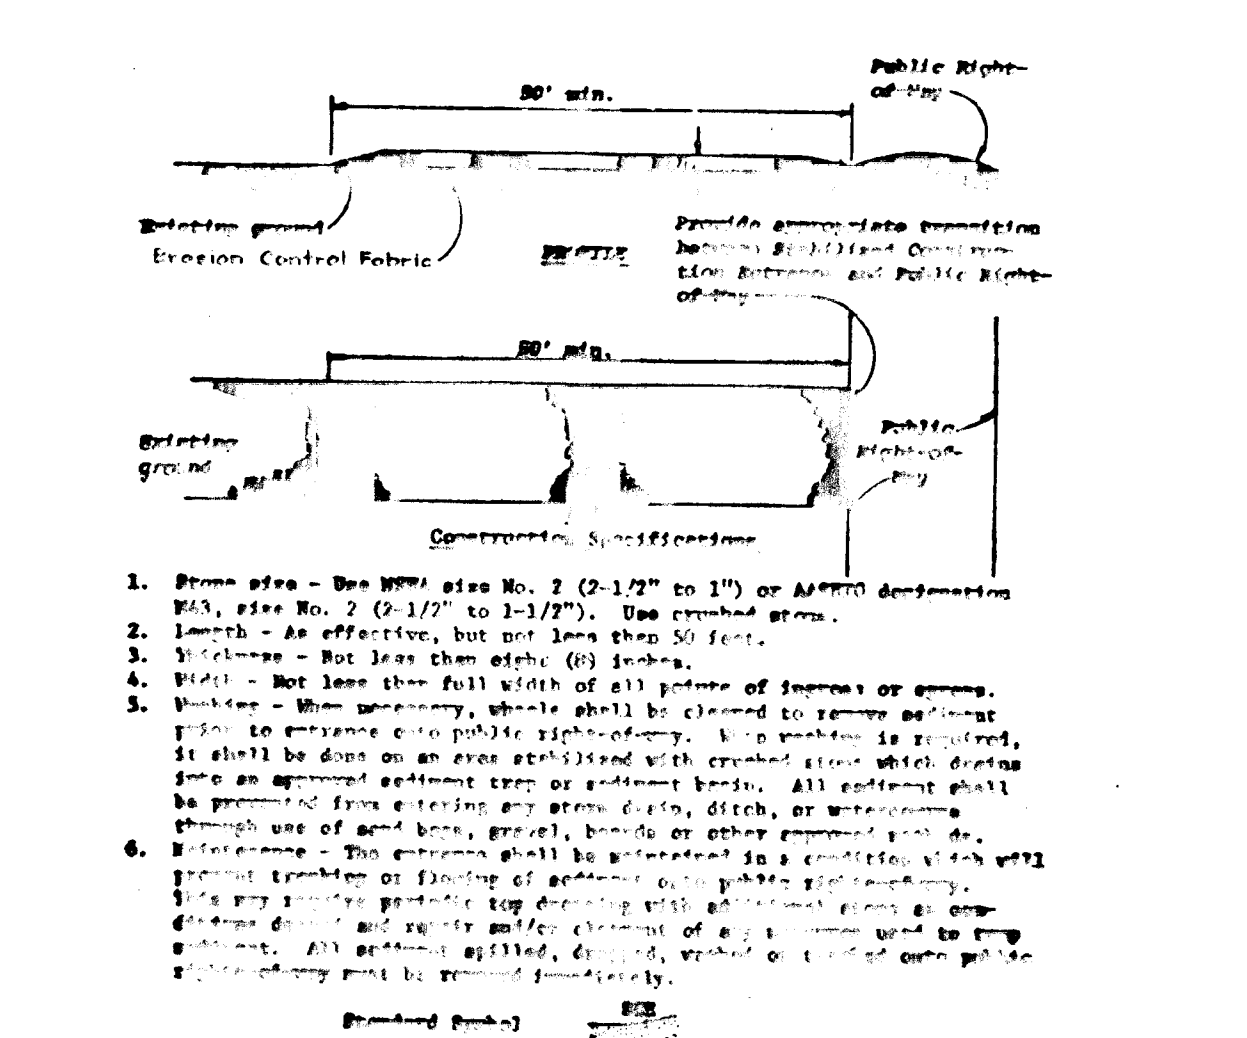 Public Right-
of-Way
50' min.
Existing ground
Erosion Control Fabric
PROFILE
Provide appropriate transition
between Stabilized Construc-
tion Entrance and Public Right-
of-Way
50' min.
Existing
ground
Public
Right-of-
Way
Construction Specifications
1. Stone size - Use size No. 2 (2-1/2" to 1") or AASHTO designation
M43, size No. 2 (2-1/2" to 1-1/2"). Use crushed stone.
2. Length - As effective, but not less than 50 feet.
3. Thickness - Not less than eight (8) inches.
4. Width - Not less than full width of all points of ingress or egress.
5. Washing - When necessary, wheels shall be cleaned to remove sediment
prior to entrance onto public right-of-way. When washing is required,
it shall be done on an area stabilized with crushed stone which drains
into an approved sediment trap or sediment basin. All sediment shall
be prevented from entering any storm drain, ditch, or watercourse
through use of sand bags, gravel, boards or other approved methods.
6. Maintenance - The entrance shall be maintained in a condition which will
prevent tracking or flowing of sediment onto public rights-of-way.
This may require periodic top dressing with additional stone as con-
ditions demand and repair and/or cleanout of any measures used to trap
sediment. All sediment spilled, dropped, washed or tracked onto public
rights-of-way must be removed immediately.
Standard Symbol